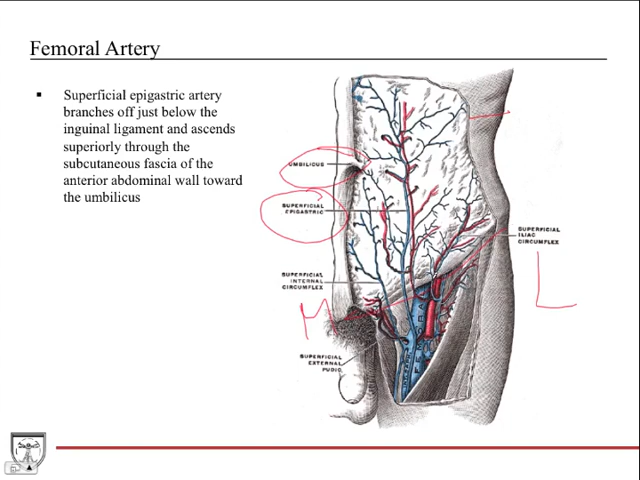 Femoral Artery
▪ Superficial epigastric artery
branches off just below the
inguinal ligament and ascends
superiorly through the
subcutaneous fascia of the
anterior abdominal wall toward
the umbilicus
UMBILICUS
SUPERFICIAL
EPIGASTRIC
SUPERFICIAL
ILIAC
CIRCUMFLEX
SUPERFICIAL
INTERNAL
CIRCUMFLEX
M
L
SUPERFICIAL
EXTERNAL
PUDIC